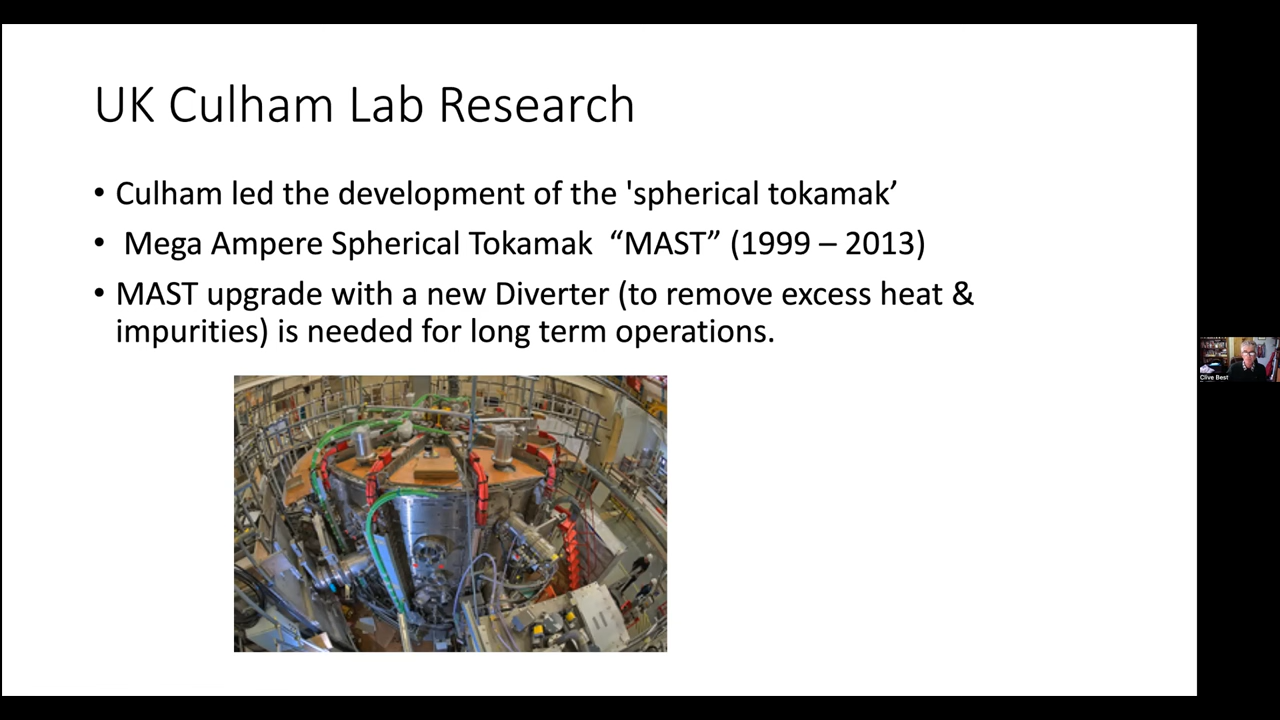 UK Culham Lab Research
• Culham led the development of the 'spherical tokamak’
• Mega Ampere Spherical Tokamak “MAST” (1999 – 2013)
• MAST upgrade with a new Diverter (to remove excess heat &
impurities) is needed for long term operations.
Clive Best